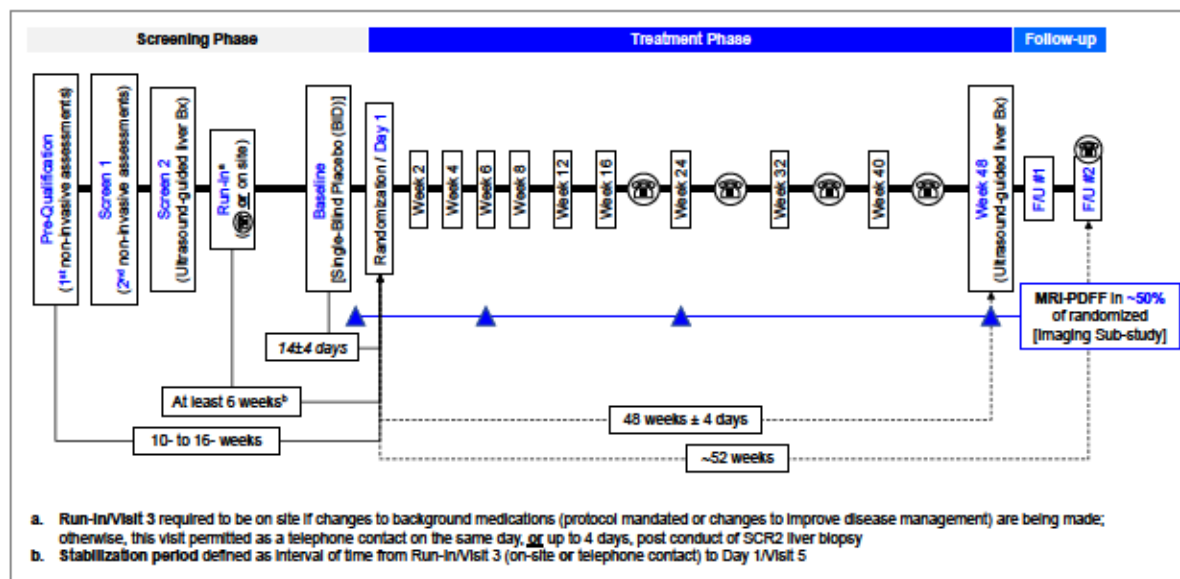 Screening Phase
Treatment Phase
Follow-up
Pre-Qualification
(1st non-invasive assessments)
Screen 1
(2nd non-invasive assessments)
Screen 2
(Ultrasound-guided liver Bx)
Run-inᵃ
(☎ or on site)
Baseline
[Single-Blind Placebo (BID)]
Randomization / Day 1
Week 2
Week 4
Week 6
Week 8
Week 12
Week 16
Week 24
Week 32
Week 40
Week 48
(Ultrasound-guided liver Bx)
F/U #1
F/U #2
MRI-PDFF in ~50%
of randomized
[Imaging Sub-study]
14±4 days
At least 6 weeksᵇ
48 weeks ± 4 days
10- to 16- weeks
~52 weeks
a. Run-in/Visit 3 required to be on site if changes to background medications (protocol mandated or changes to improve disease management) are being made;
otherwise, this visit permitted as a telephone contact on the same day, or up to 4 days, post conduct of SCR2 liver biopsy
b. Stabilization period defined as interval of time from Run-in/Visit 3 (on-site or telephone contact) to Day 1/Visit 5